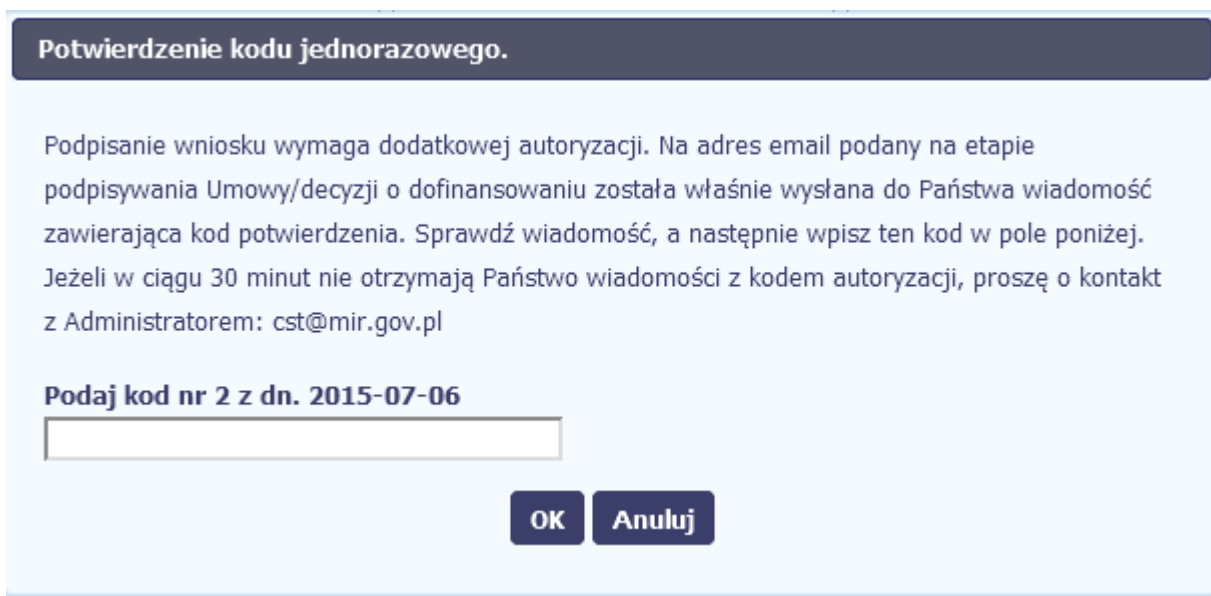 Potwierdzenie kodu jednorazowego.
Podpisanie wniosku wymaga dodatkowej autoryzacji. Na adres email podany na etapie
podpisywania Umowy/decyzji o dofinansowaniu została właśnie wysłana do Państwa wiadomość
zawierająca kod potwierdzenia. Sprawdź wiadomość, a następnie wpisz ten kod w pole poniżej.
Jeżeli w ciągu 30 minut nie otrzymają Państwo wiadomości z kodem autoryzacji, proszę o kontakt
z Administratorem: cst@mir.gov.pl
Podaj kod nr 2 z dn. 2015-07-06
OK Anuluj